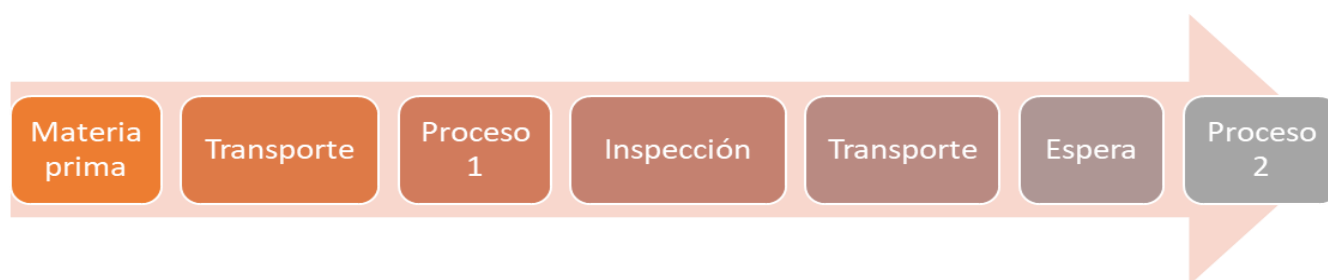 Materia
prima
Transporte
Proceso
1
Inspección
Transporte
Espera
Proceso
2